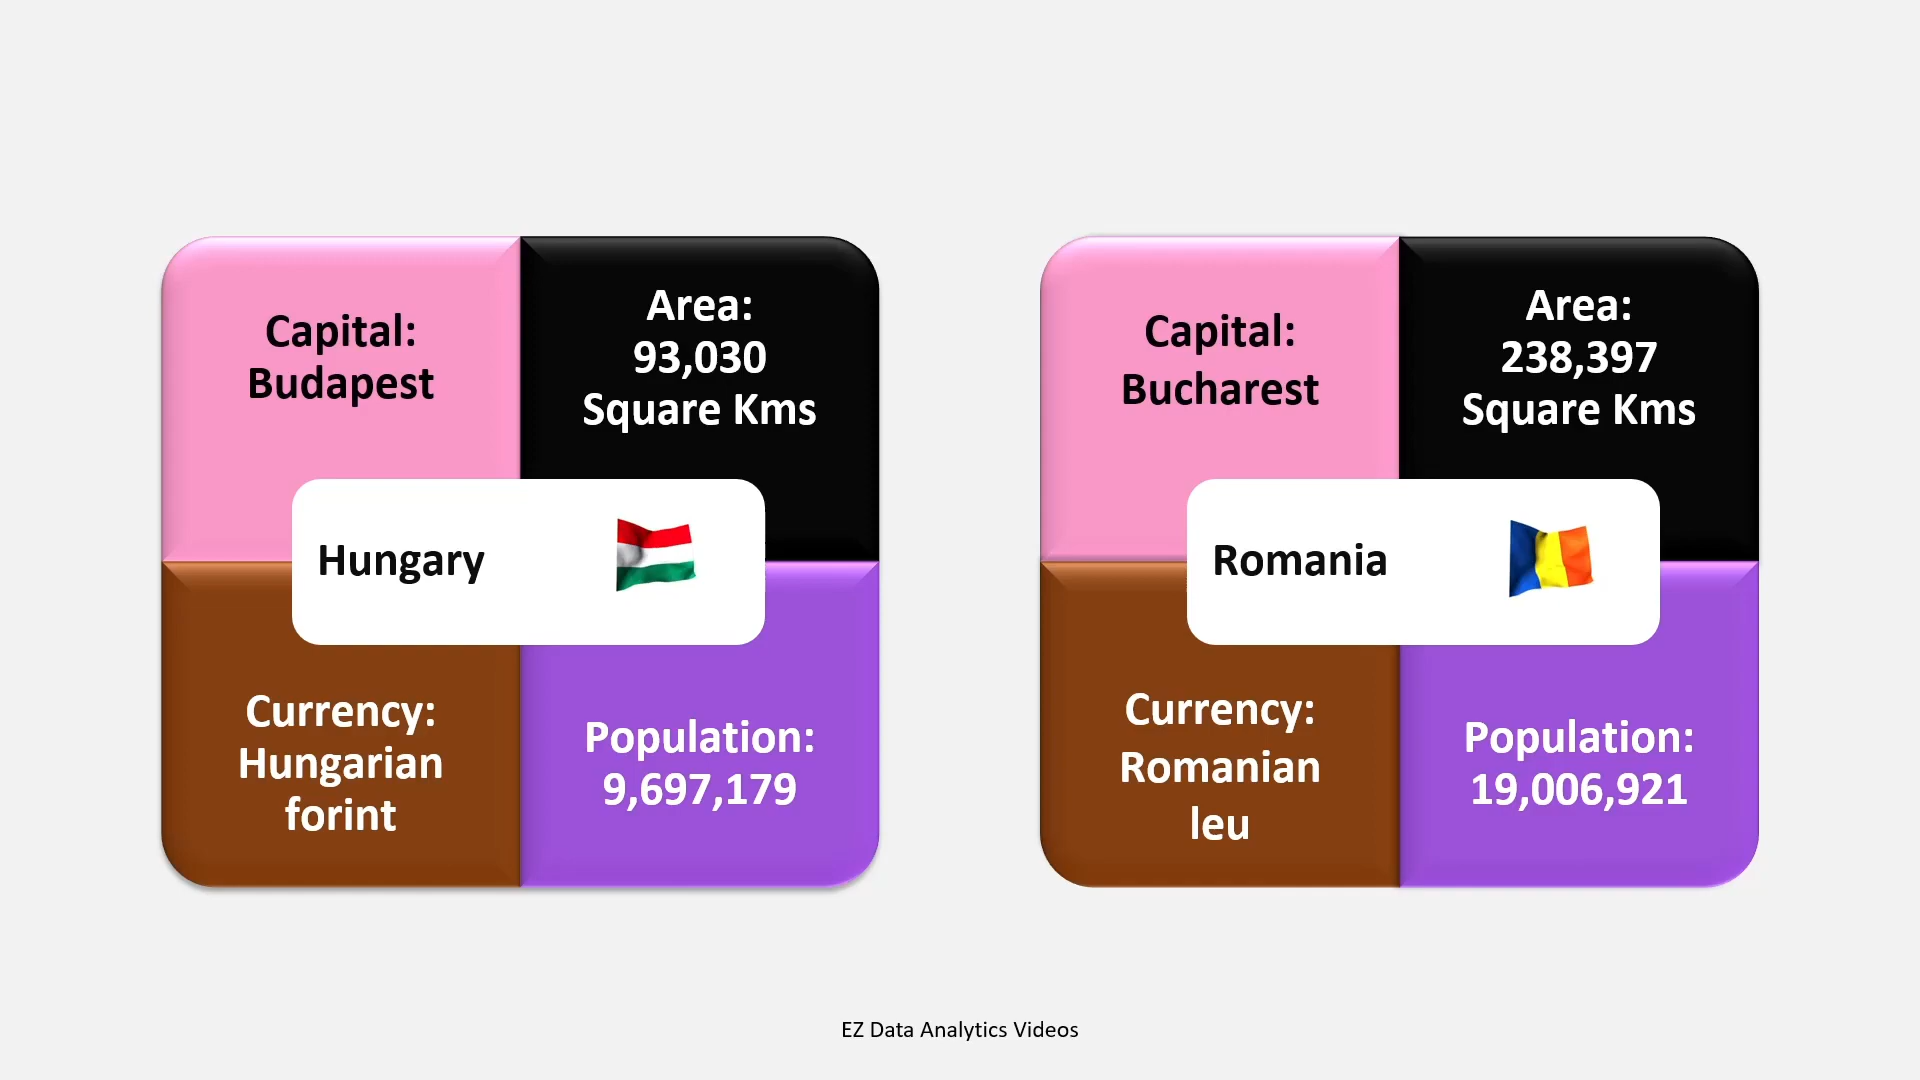 Capital:
Budapest
Area:
93,030
Square Kms
Hungary
Currency:
Hungarian
forint
Population:
9,697,179
Capital:
Bucharest
Area:
238,397
Square Kms
Romania
Currency:
Romanian
leu
Population:
19,006,921
EZ Data Analytics Videos